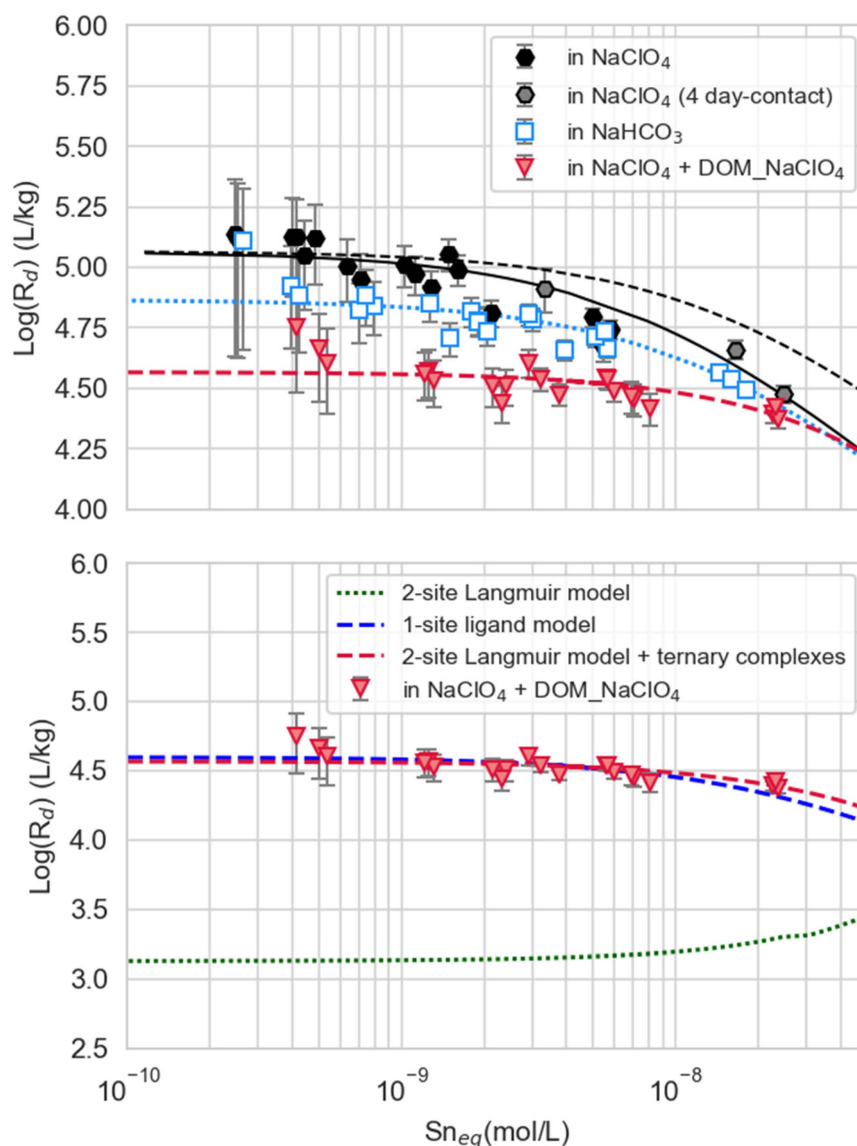 6.00
5.75
5.50
5.25
5.00
4.75
4.50
4.25
4.00
Log(R_d) (L/kg)
in NaClO₄
in NaClO₄ (4 day-contact)
in NaHCO₃
in NaClO₄ + DOM_NaClO₄
6.0
5.5
5.0
4.5
4.0
3.5
3.0
2.5
Log(R_d) (L/kg)
2-site Langmuir model
1-site ligand model
2-site Langmuir model + ternary complexes
in NaClO₄ + DOM_NaClO₄
10⁻¹⁰ 10⁻⁹ 10⁻⁸
Sn_eq(mol/L)